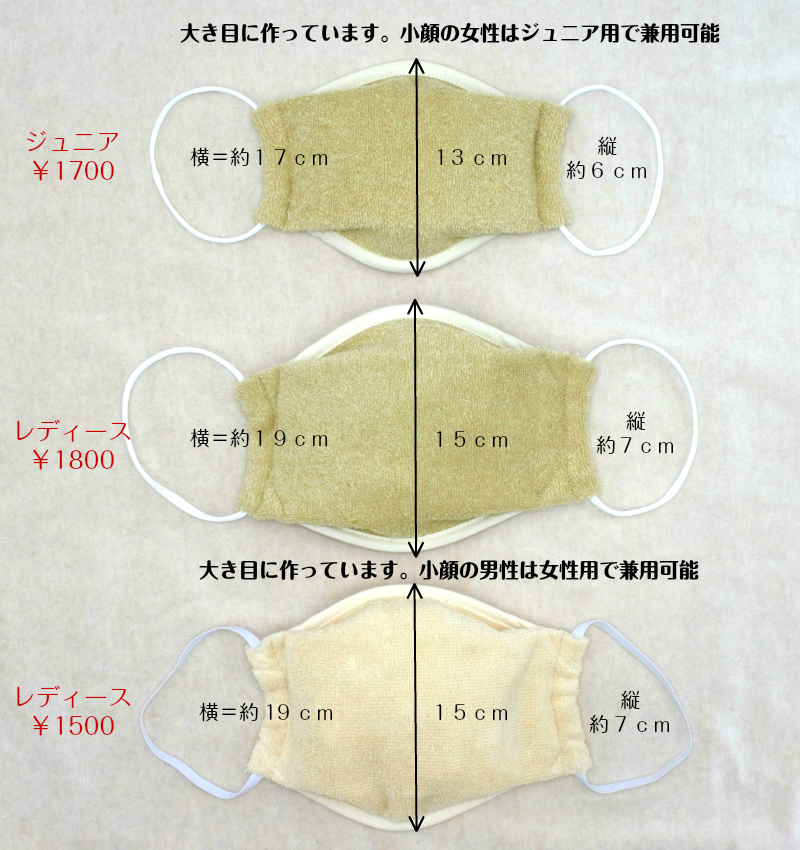 大き目に作っています。小顔の女性はジュニア用で兼用可能
ジュニア
￥1700
横＝約１７ｃｍ
１３ｃｍ
縦
約６ｃｍ
レディース
￥1800
横＝約１９ｃｍ
１５ｃｍ
縦
約７ｃｍ
大き目に作っています。小顔の男性は女性用で兼用可能
レディース
￥1500
横＝約19ｃｍ
１５ｃｍ
縦
約７ｃｍ